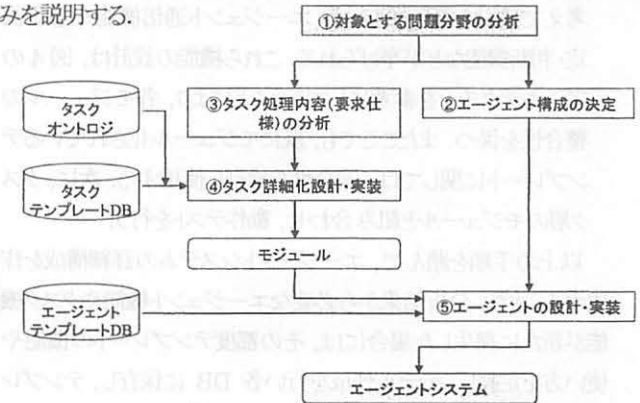 みを説明する.
①対象とする問題分野の分析
タスク
オントロジ
③タスク処理内容(要求仕
様)の分析
②エージェント構成の決定
タスク
テンプレートDB
④タスク詳細化設計・実装
モジュール
エージェント
テンプレートDB
⑤エージェントの設計・実装
エージェントシステム